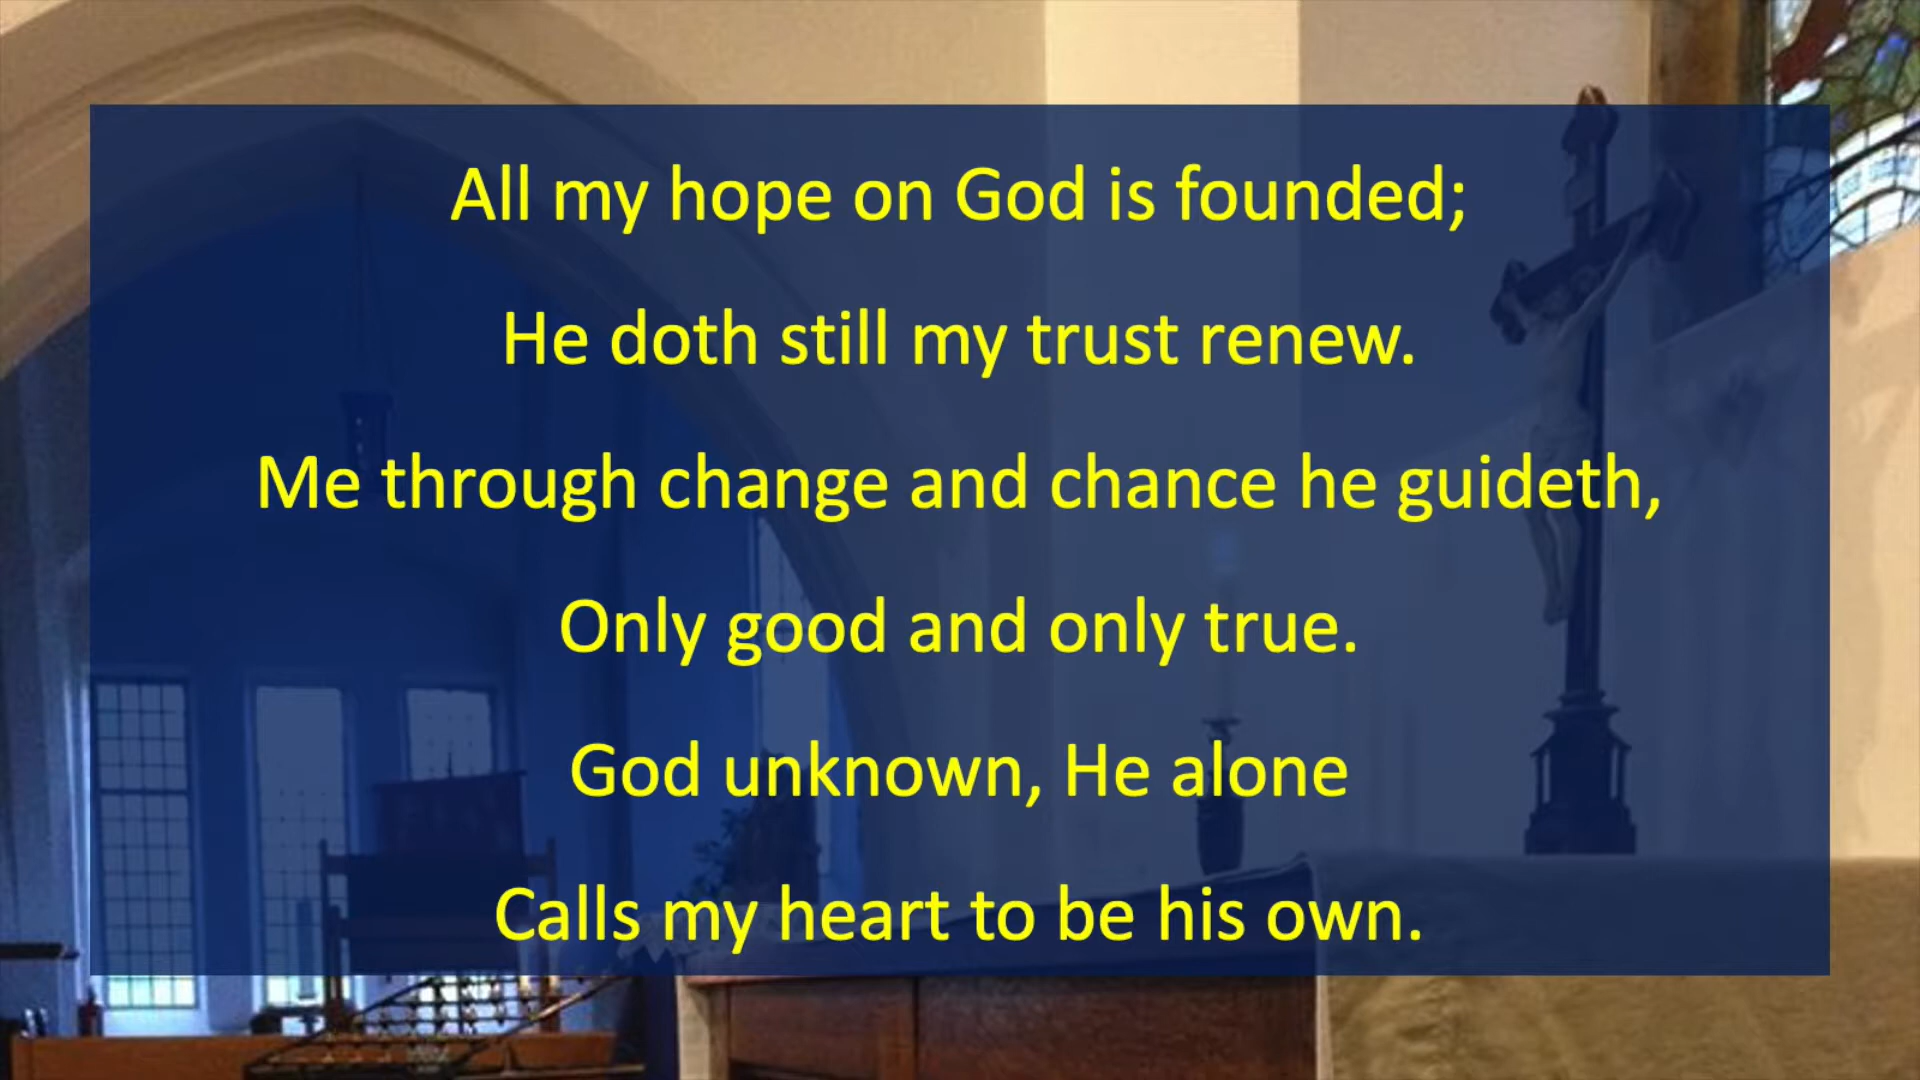 All my hope on God is founded;
He doth still my trust renew.
Me through change and chance he guideth,
Only good and only true.
God unknown, He alone
Calls my heart to be his own.